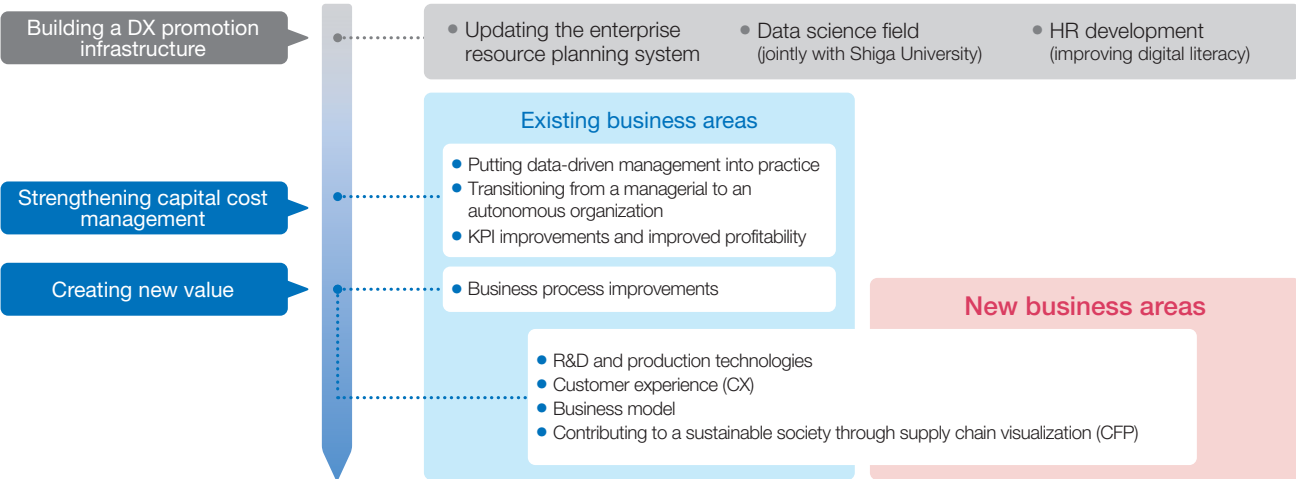 Building a DX promotion
infrastructure
• Updating the enterprise
resource planning system
• Data science field
(jointly with Shiga University)
• HR development
(improving digital literacy)
Existing business areas
Strengthening capital cost
management
• Putting data-driven management into practice
• Transitioning from a managerial to an
autonomous organization
• KPI improvements and improved profitability
Creating new value
• Business process improvements
New business areas
• R&D and production technologies
• Customer experience (CX)
• Business model
• Contributing to a sustainable society through supply chain visualization (CFP)